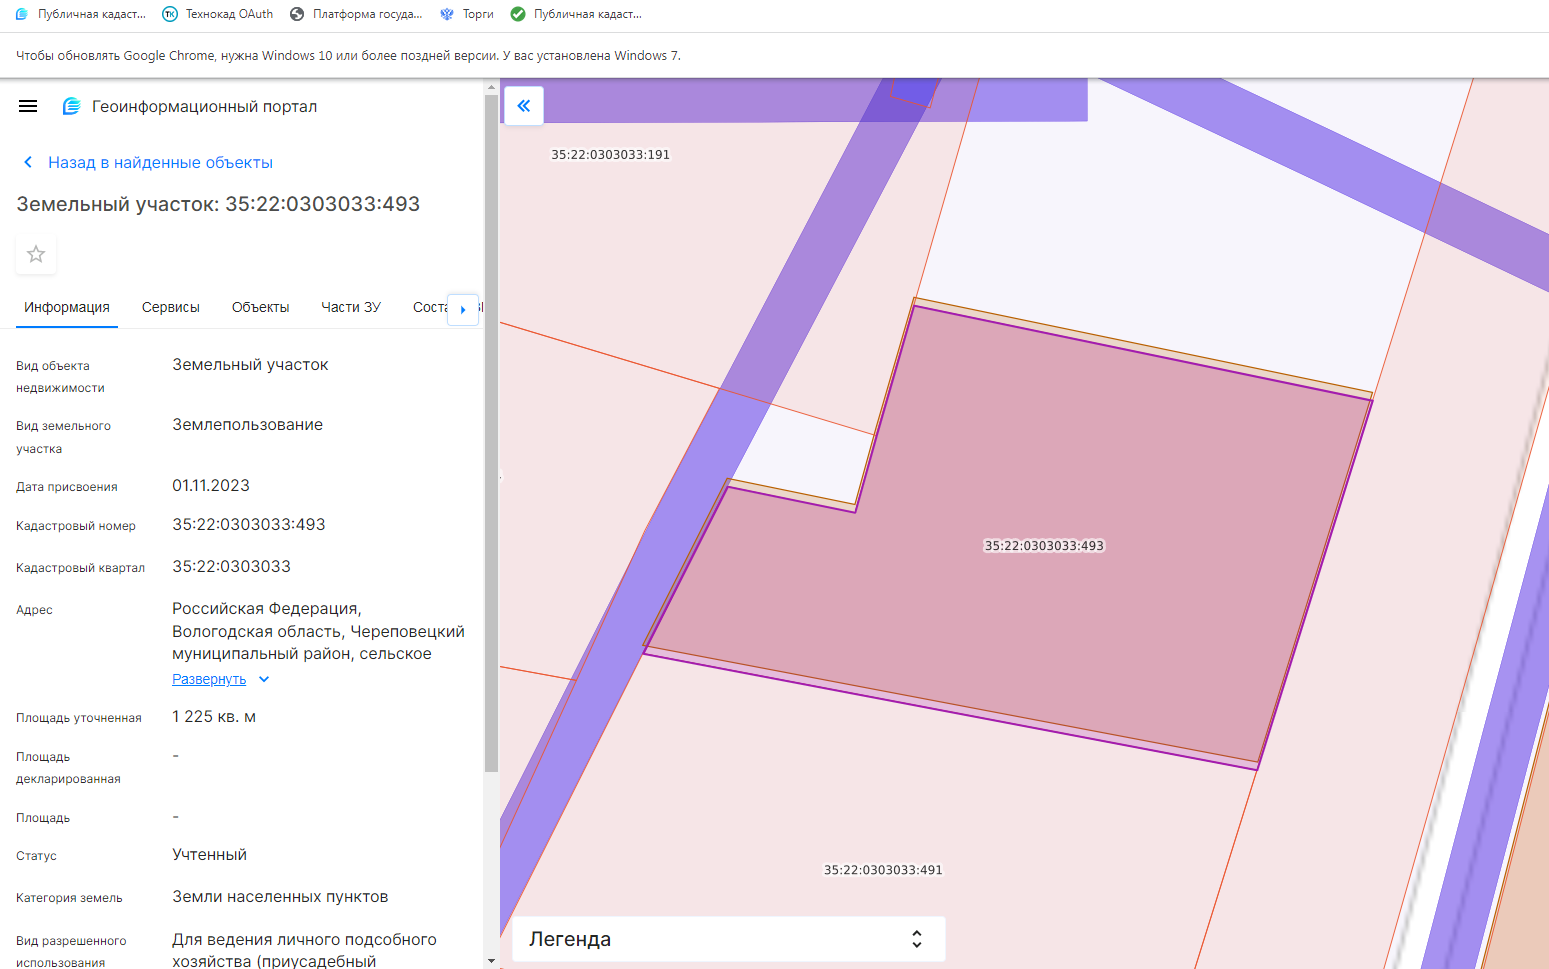 Публичная кадаст... Технокад OAuth Платформа госуда... Торги Публичная кадаст...
Чтобы обновлять Google Chrome, нужна Windows 10 или более поздней версии. У вас установлена Windows 7.
Геоинформационный портал
Назад в найденные объекты
Земельный участок: 35:22:0303033:493
Информация Сервисы Объекты Части ЗУ Соста
Вид объекта недвижимости
Земельный участок
Вид земельного участка
Землепользование
Дата присвоения
01.11.2023
Кадастровый номер
35:22:0303033:493
Кадастровый квартал
35:22:0303033
Адрес
Российская Федерация,
Вологодская область, Череповецкий
муниципальный район, сельское
Развернуть
Площадь уточненная
1 225 кв. м
Площадь декларированная
-
Площадь
-
Статус
Учтенный
Категория земель
Земли населенных пунктов
Вид разрешенного использования
Для ведения личного подсобного
хозяйства (приусадебный
35:22:0303033:191
35:22:0303033:493
35:22:0303033:491
Легенда